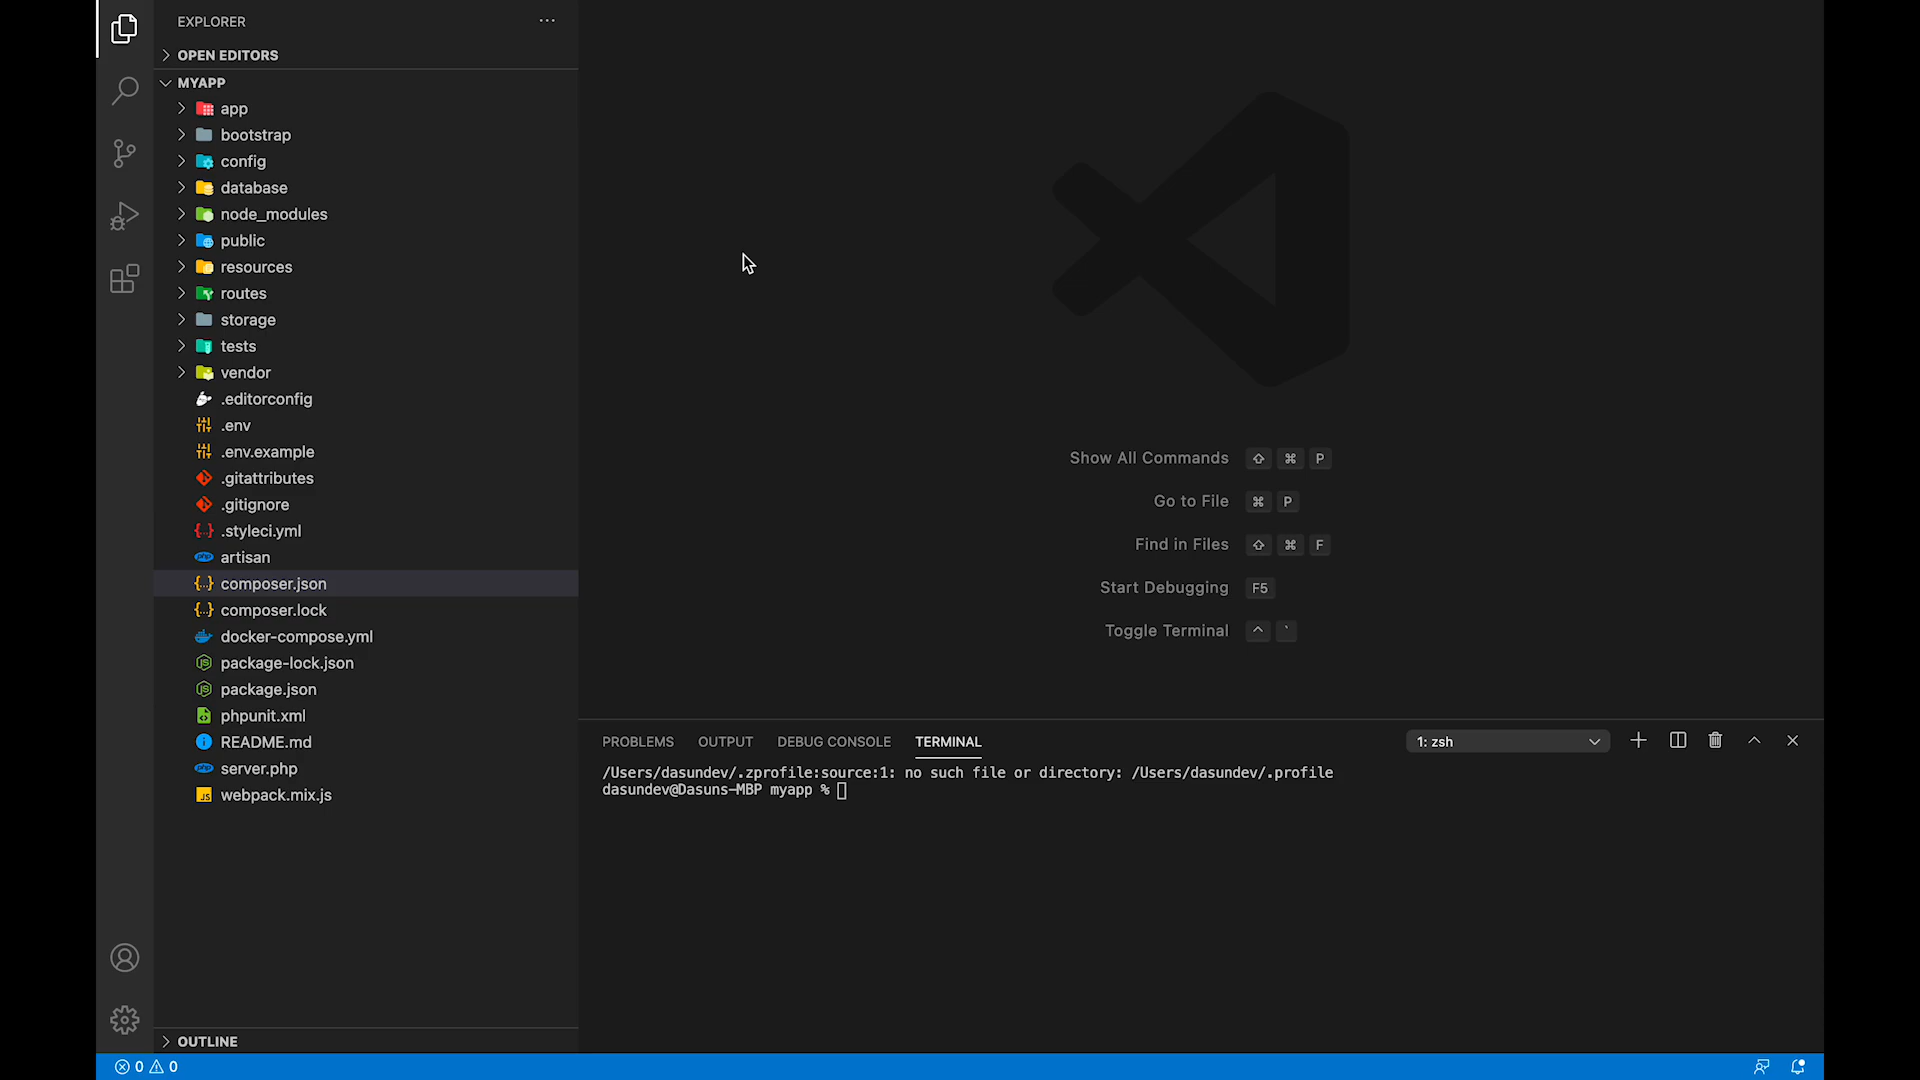 EXPLORER
OPEN EDITORS
MYAPP
app
bootstrap
config
database
node_modules
public
resources
routes
storage
tests
vendor
.editorconfig
.env
.env.example
.gitattributes
.gitignore
.styleci.yml
artisan
composer.json
composer.lock
docker-compose.yml
package-lock.json
package.json
phpunit.xml
README.md
server.php
webpack.mix.js
OUTLINE
Show All Commands ⇧ ⌘ P
Go to File ⌘ P
Find in Files ⇧ ⌘ F
Start Debugging F5
Toggle Terminal ^ `
PROBLEMS OUTPUT DEBUG CONSOLE TERMINAL 1: zsh
/Users/dasundev/.zprofile:source:1: no such file or directory: /Users/dasundev/.profile
dasundev@Dasuns-MBP myapp %
0 0